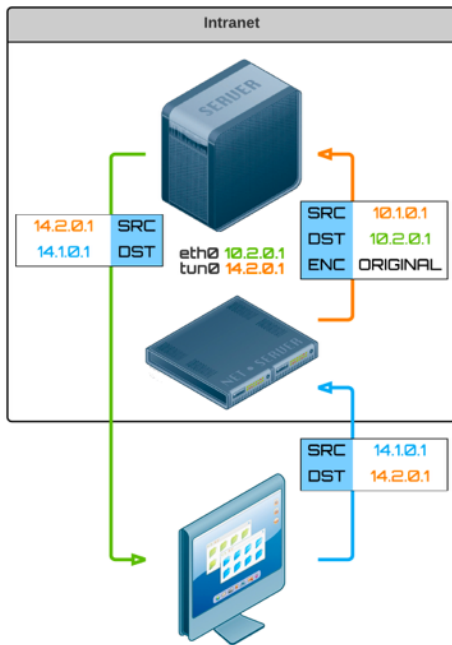 Intranet
SERVER
14.2.0.1 SRC
14.1.0.1 DST
SRC 10.1.0.1
DST 10.2.0.1
ENC ORIGINAL
eth0 10.2.0.1
tun0 14.2.0.1
NET SERVER
SRC 14.1.0.1
DST 14.2.0.1